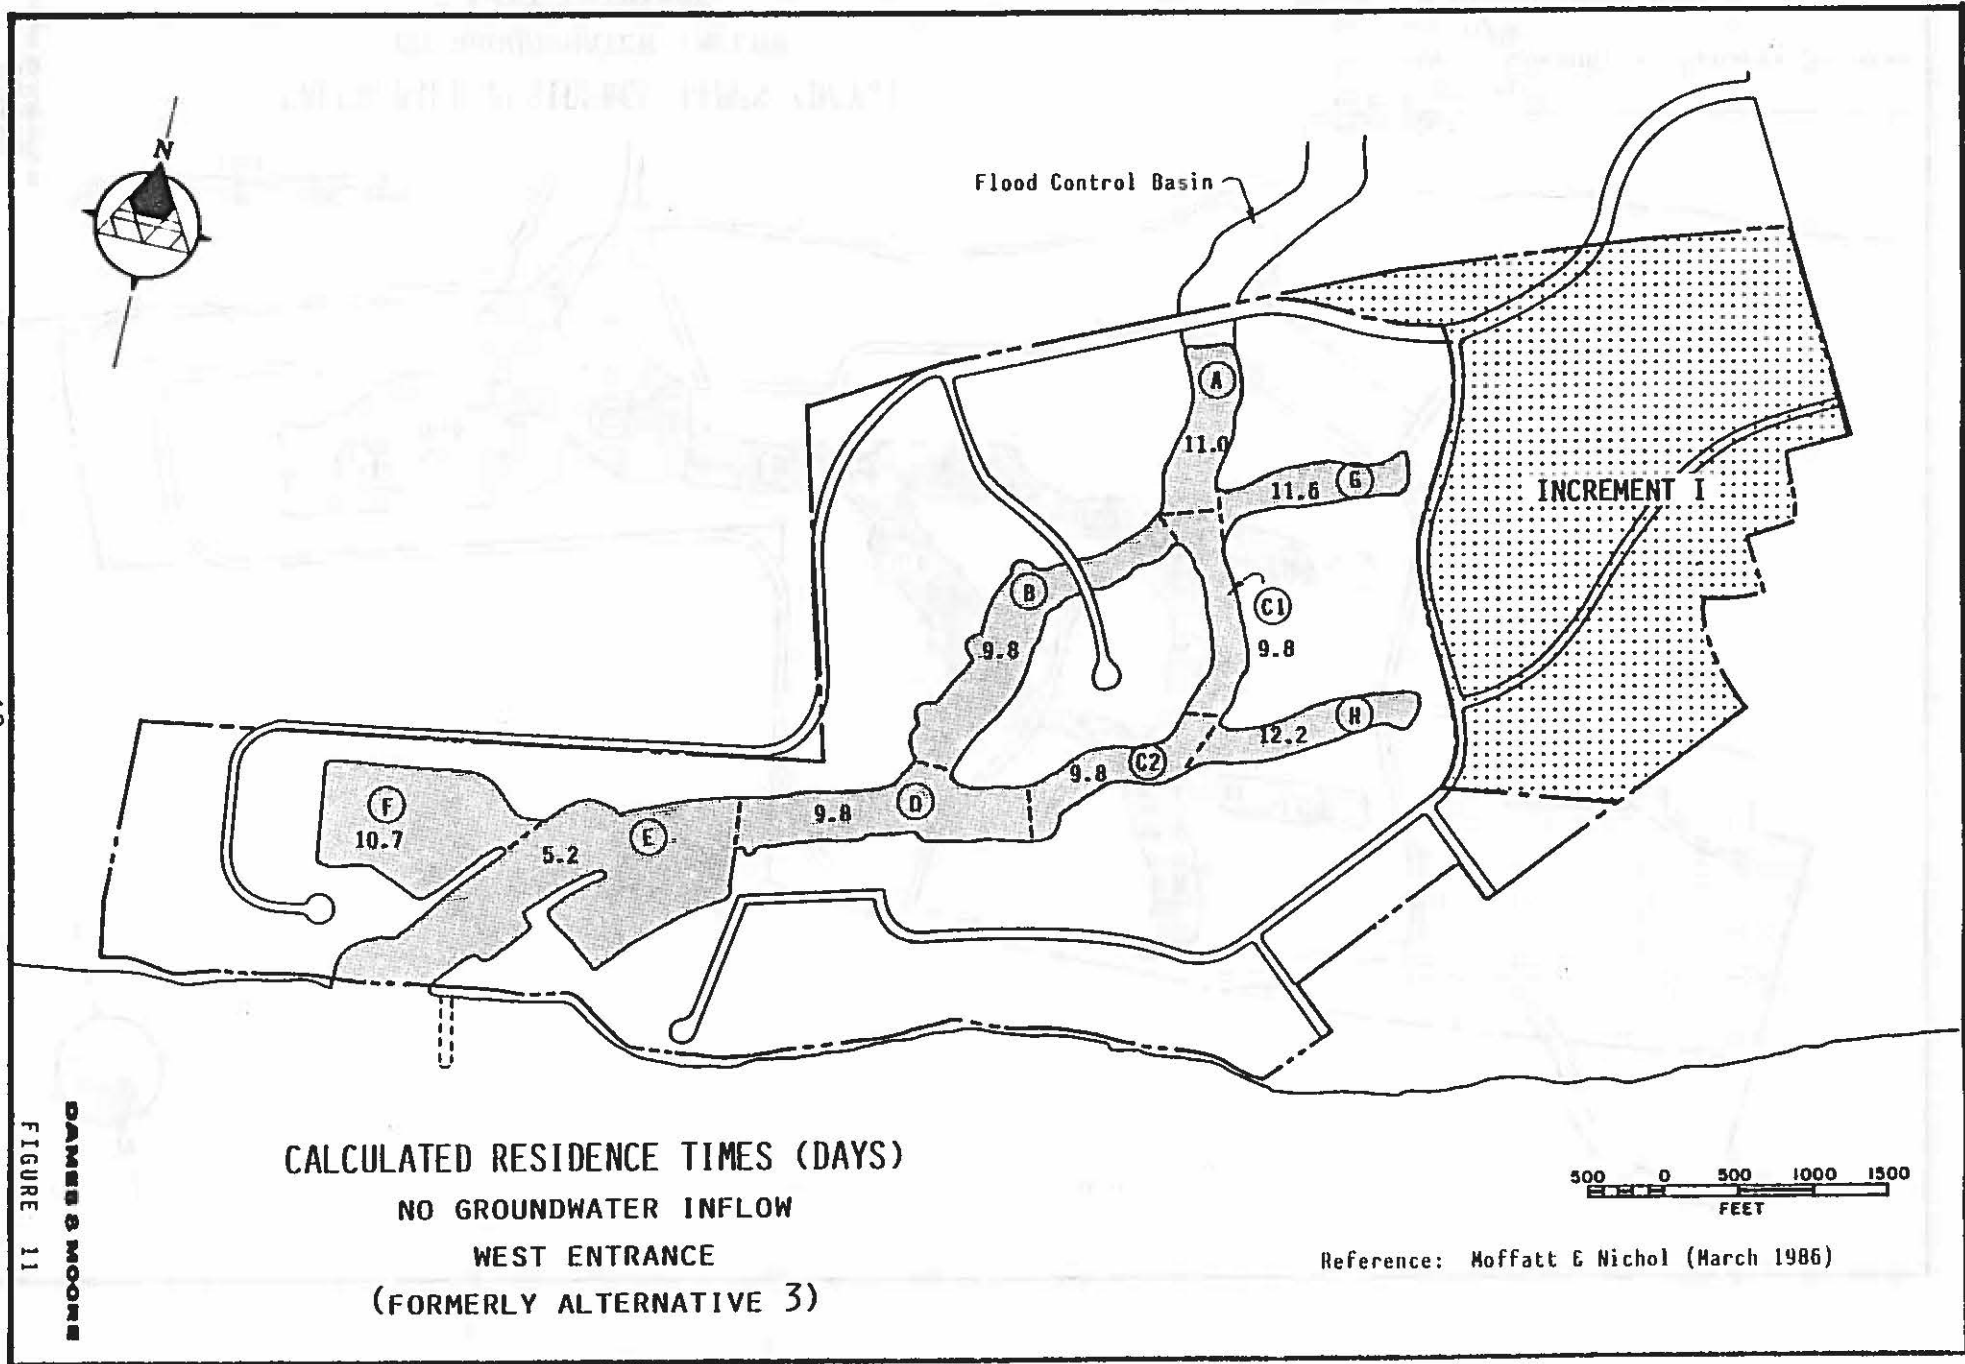 N
Flood Control Basin
A
11.0
11.6 G
INCREMENT I
B
9.8
C1
9.8
H
12.2
C2
9.8
D
9.8
F
10.7
E
5.2
CALCULATED RESIDENCE TIMES (DAYS)
NO GROUNDWATER INFLOW
WEST ENTRANCE
(FORMERLY ALTERNATIVE 3)
500 0 500 1000 1500
FEET
Reference: Moffatt & Nichol (March 1986)
DAMES & MOORE
FIGURE 11